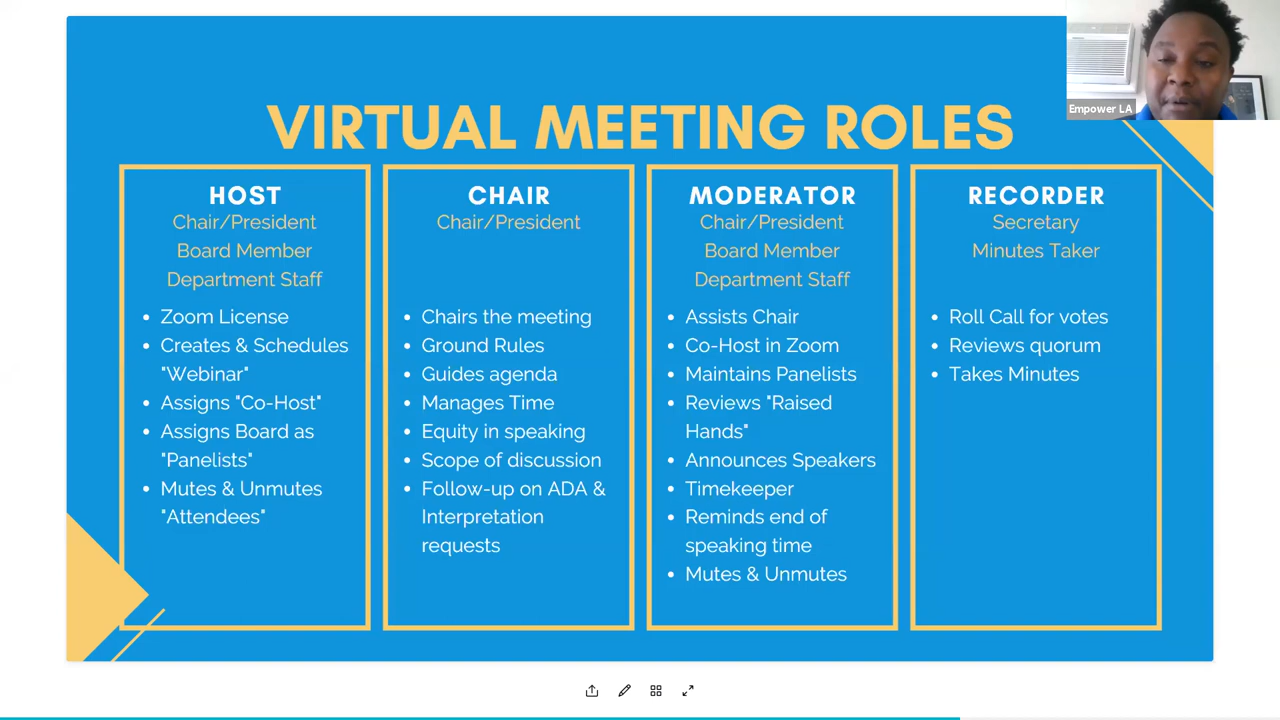 Empower LA
VIRTUAL MEETING ROLES
HOST
Chair/President
Board Member
Department Staff
• Zoom License
• Creates & Schedules
"Webinar"
• Assigns "Co-Host"
• Assigns Board as
"Panelists"
• Mutes & Unmutes
"Attendees"
CHAIR
Chair/President
• Chairs the meeting
• Ground Rules
• Guides agenda
• Manages Time
• Equity in speaking
• Scope of discussion
• Follow-up on ADA &
Interpretation
requests
MODERATOR
Chair/President
Board Member
Department Staff
• Assists Chair
• Co-Host in Zoom
• Maintains Panelists
• Reviews "Raised
Hands"
• Announces Speakers
• Timekeeper
• Reminds end of
speaking time
• Mutes & Unmutes
RECORDER
Secretary
Minutes Taker
• Roll Call for votes
• Reviews quorum
• Takes Minutes